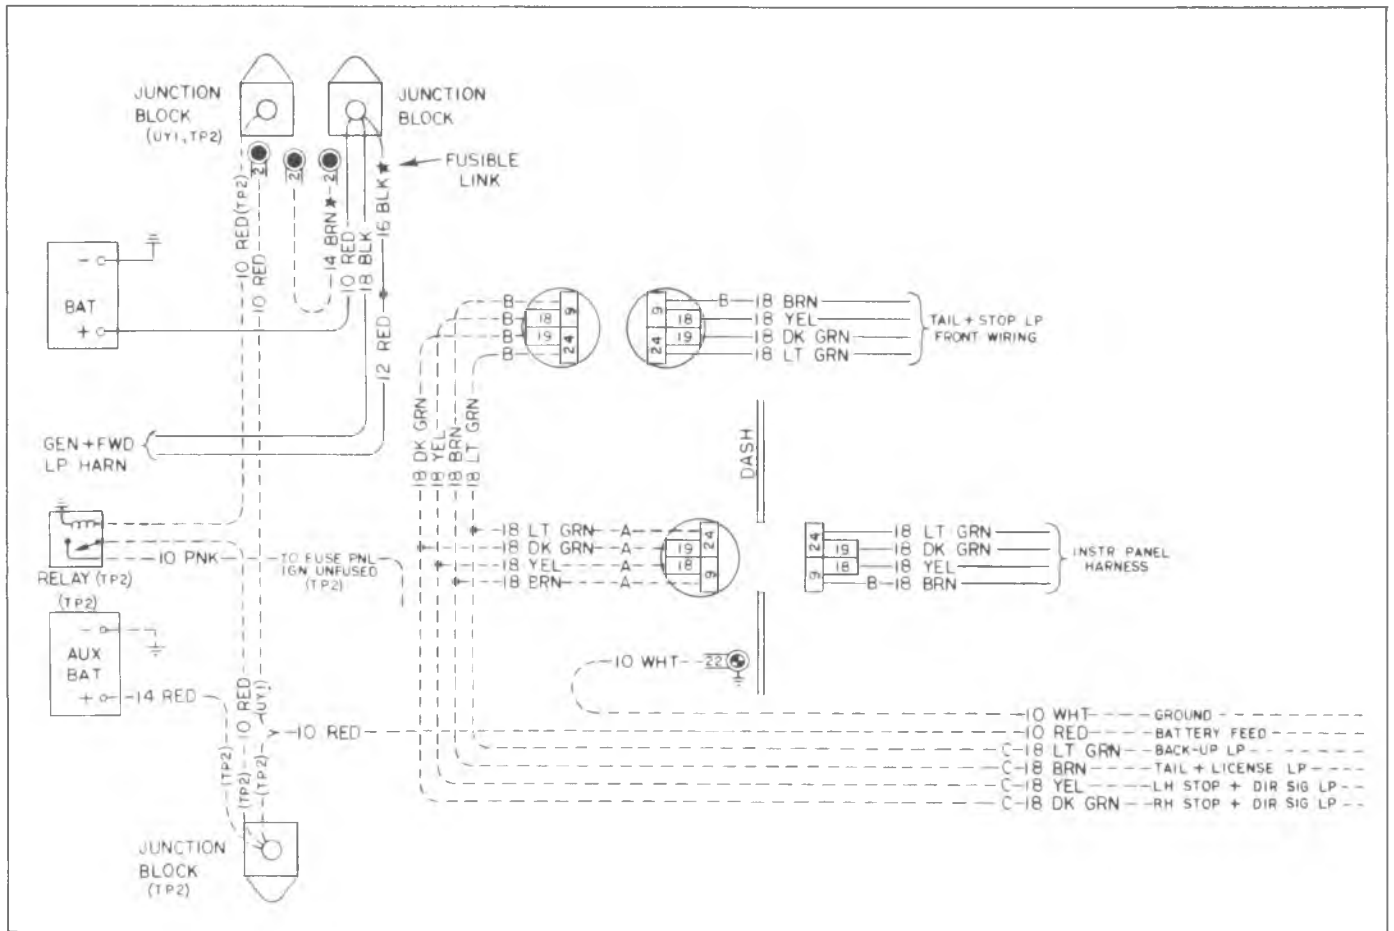 JUNCTION
BLOCK
(UY1, TP2)
JUNCTION
BLOCK
FUSIBLE
LINK
2
2
2
10 RED(TP2)
10 RED
14 BRN
10 RED
18 BLK
16 BLK
12 RED
- 
BAT
+
GEN+FWD
LP HARN
B
B
B
B
9
18
19
24
9
18
19
24
B 18 BRN
18 YEL
18 DK GRN
18 LT GRN
TAIL + STOP LP
FRONT WIRING
18 DK GRN
18 YEL
18 BRN
18 LT GRN
DASH
18 LT GRN A
18 DK GRN A
18 YEL A
18 BRN A
24
19
18
9
24
19
18
9
18 LT GRN
18 DK GRN
18 YEL
B 18 BRN
INSTR PANEL
HARNESS
RELAY (TP2)
10 PNK
TO FUSE PNL
IGN UNFUSED
(TP2)
(TP2)
-
AUX
BAT
+
14 RED
10 RED
(UY1)
10 RED
(TP2)
(TP2)
(TP2)
JUNCTION
BLOCK
(TP2)
10 WHT 22
10 WHT GROUND
10 RED BATTERY FEED
C-18 LT GRN BACK-UP LP
C-18 BRN TAIL + LICENSE LP
C-18 YEL LH STOP + DIR SIG LP
C-18 DK GRN RH STOP + DIR SIG LP